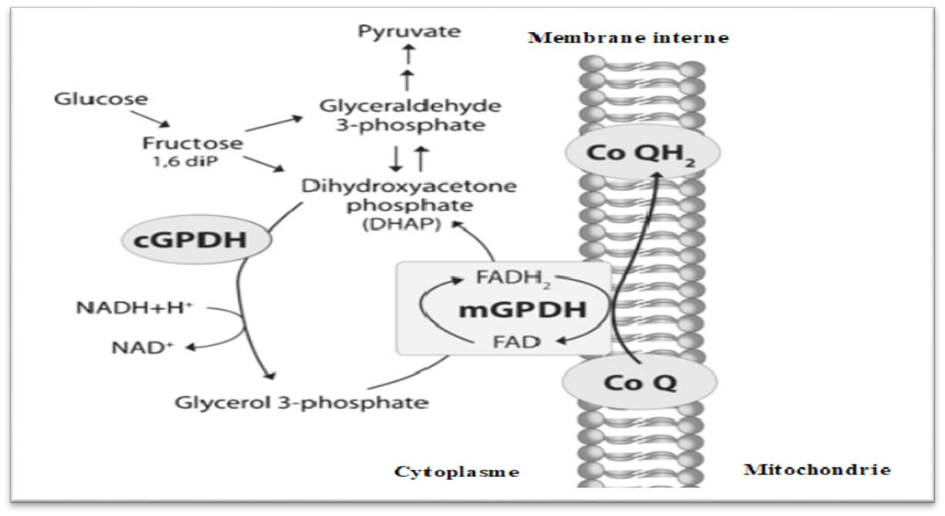 Pyruvate
Membrane interne
Glucose
Glyceraldehyde
3-phosphate
Fructose
1,6 diP
Co QH₂
Dihydroxyacetone
phosphate
(DHAP)
cGPDH
FADH₂
NADH+H⁺
mGPDH
NAD⁺
FAD
Co Q
Glycerol 3-phosphate
Cytoplasme
Mitochondrie